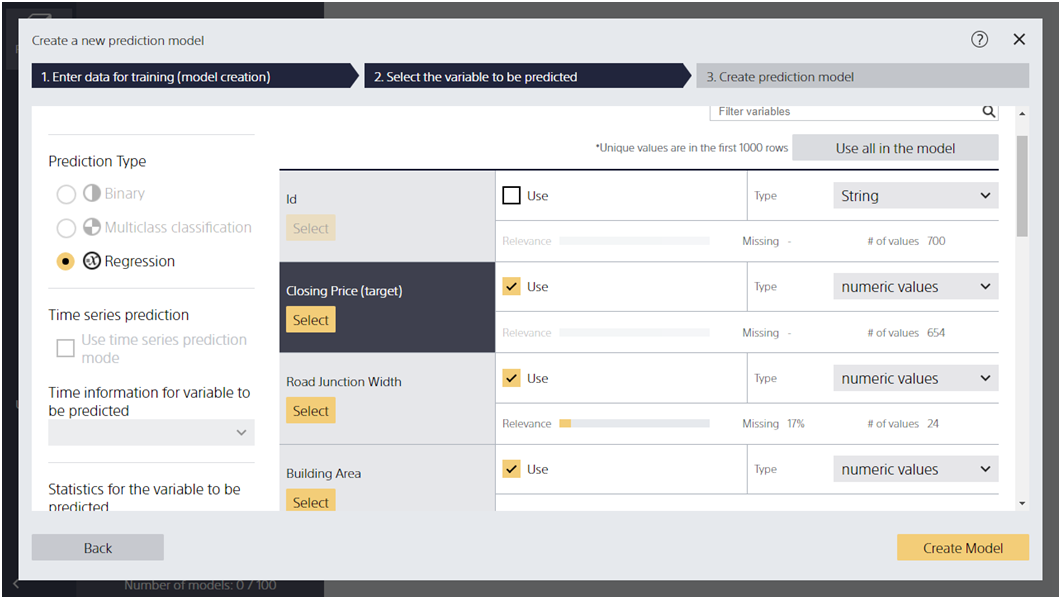 Create a new prediction model
?
1. Enter data for training (model creation)
2. Select the variable to be predicted
3. Create prediction model
Filter variables
*Unique values are in the first 1000 rows
Use all in the model
Prediction Type
Binary
Multiclass classification
Regression
Time series prediction
Use time series prediction
mode
Time information for variable to
be predicted
Statistics for the variable to be
predicted
Id
Select
Use
Type
String
Relevance
Missing -
# of values 700
Closing Price (target)
Select
Use
Type
numeric values
Relevance
Missing -
# of values 654
Road Junction Width
Select
Use
Type
numeric values
Relevance
Missing 17%
# of values 24
Building Area
Select
Use
Type
numeric values
Back
Create Model
Number of models: 0 / 100